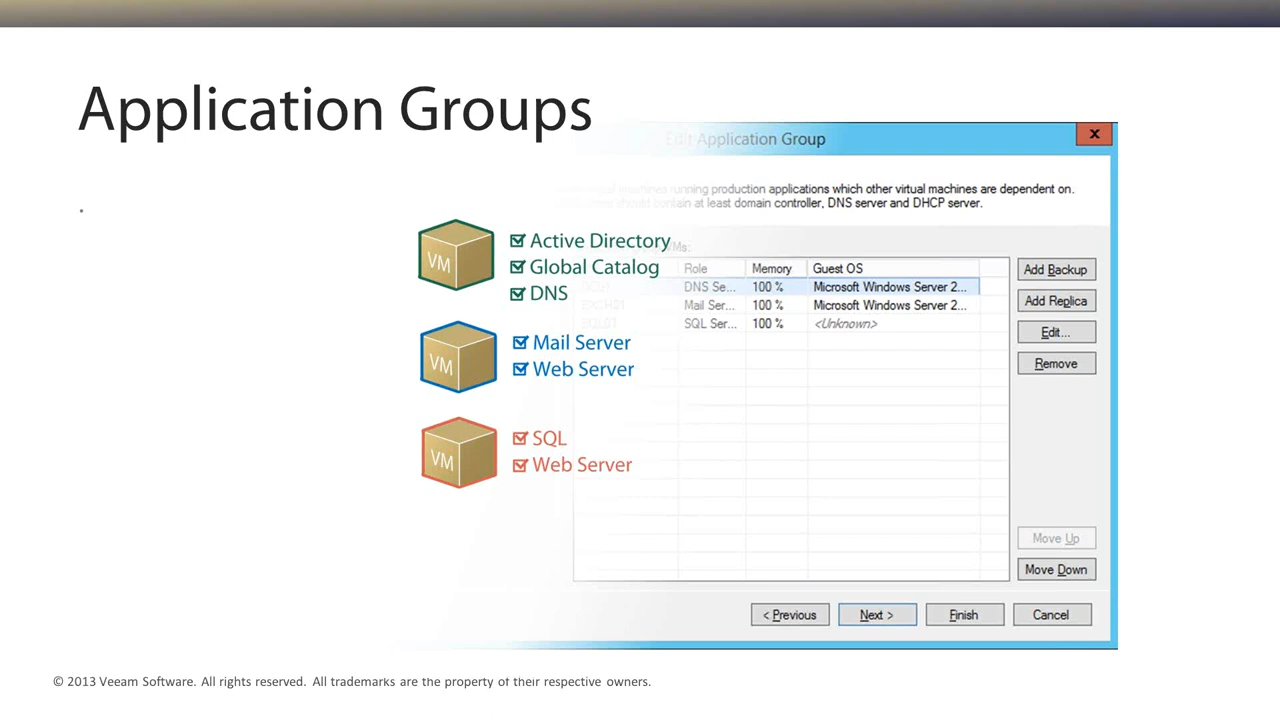 Application Groups
Edit Application Group
X
running production applications which other virtual machines are dependent on.
should contain at least domain controller, DNS server and DHCP server.
VM
Active Directory
Global Catalog
DNS
VM
Mail Server
Web Server
VM
SQL
Web Server
VMs:
Role Memory Guest OS
DNS Se... 100 % Microsoft Windows Server 2...
Mail Ser... 100 % Microsoft Windows Server 2...
SQL Ser... 100 % <Unknown>
Add Backup
Add Replica
Edit...
Remove
Move Up
Move Down
< Previous Next > Finish Cancel
© 2013 Veeam Software. All rights reserved. All trademarks are the property of their respective owners.